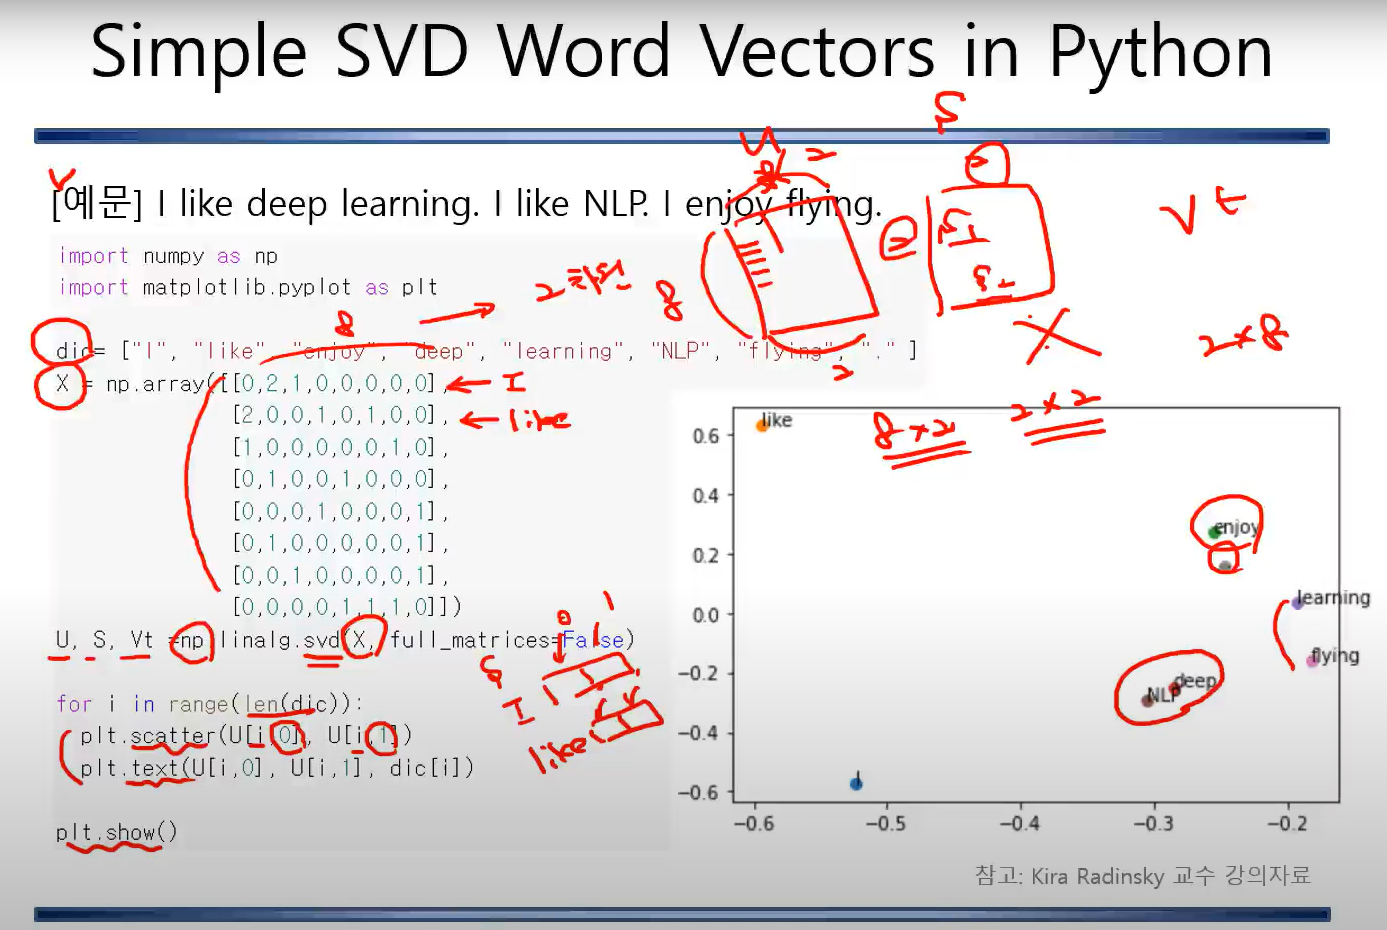 Simple SVD Word Vectors in Python
[예문] I like deep learning. I like NLP. I enjoy flying.
import numpy as np
import matplotlib.pyplot as plt
dic= ["I", "like", "enjoy", "deep", "learning", "NLP", "flying", "." ]
X = np.array([[0,2,1,0,0,0,0,0],
[2,0,0,1,0,1,0,0],
[1,0,0,0,0,0,1,0],
[0,1,0,0,1,0,0,0],
[0,0,0,1,0,0,0,1],
[0,1,0,0,0,0,0,1],
[0,0,1,0,0,0,0,1],
[0,0,0,0,1,1,1,0]])
U, S, Vt =np.linalg.svd(X, full_matrices=False)
for i in range(len(dic)):
plt.scatter(U[i,0], U[i,1])
plt.text(U[i,0], U[i,1], dic[i])
plt.show()
U
2
S
2
2
8
8
2차원
2
Vt
2*8
8*2
2*2
I
like
0
1
8
I
like
like
enjoy
.
learning
flying
deep
NLP
I
0.6
0.4
0.2
0.0
−0.2
−0.4
−0.6
−0.6
−0.5
−0.4
−0.3
−0.2
참고: Kira Radinsky 교수 강의자료